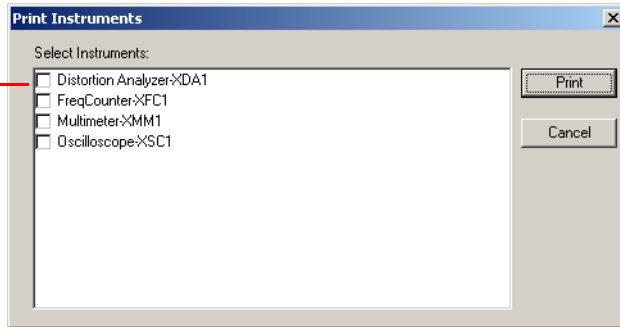 Print Instruments
Select Instruments:
Distortion Analyzer-XDA1
FreqCounter-XFC1
Multimeter-XMM1
Oscilloscope-XSC1
Print
Cancel